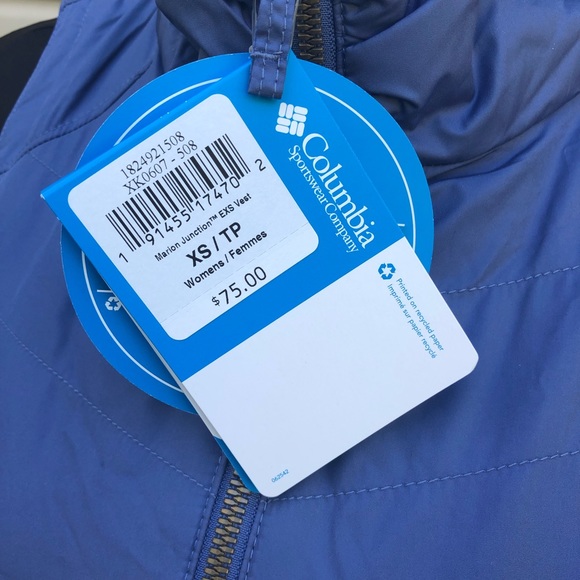 1824921508
XK0607 - 508
1 91455 17470 2
Marion Junction™ EXS Vest
XS / TP
Womens / Femmes
$75.00
Columbia
Sportswear Company
Printed on recycled paper
Imprimé sur papier recyclé
062542